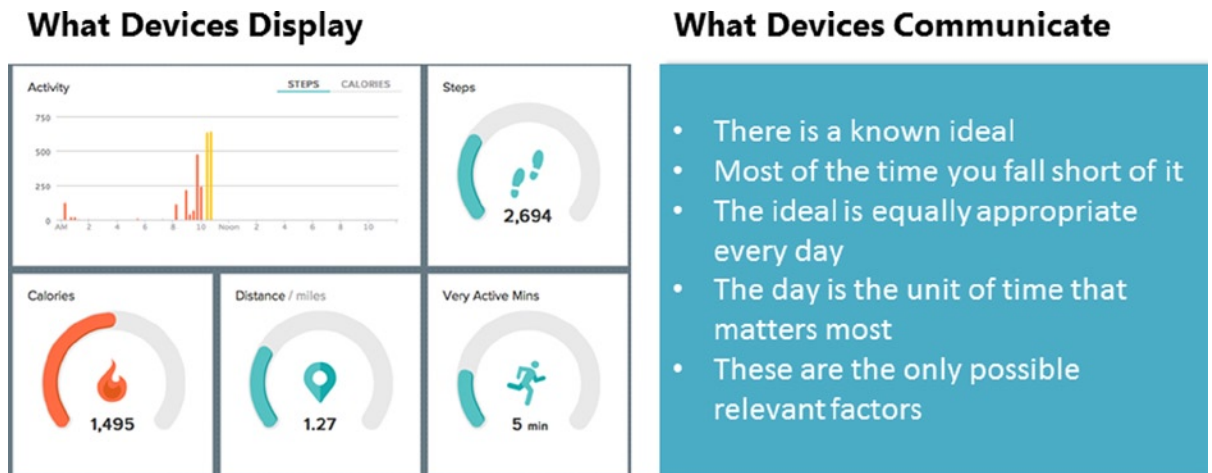 What Devices Display
Activity
STEPS CALORIES
750
500
250
0
AM 2 4 6 8 10 Noon 2 4 6 8 10
Steps
2,694
Calories
1,495
Distance / miles
1.27
Very Active Mins
5 min
What Devices Communicate
• There is a known ideal
• Most of the time you fall short of it
• The ideal is equally appropriate
every day
• The day is the unit of time that
matters most
• These are the only possible
relevant factors